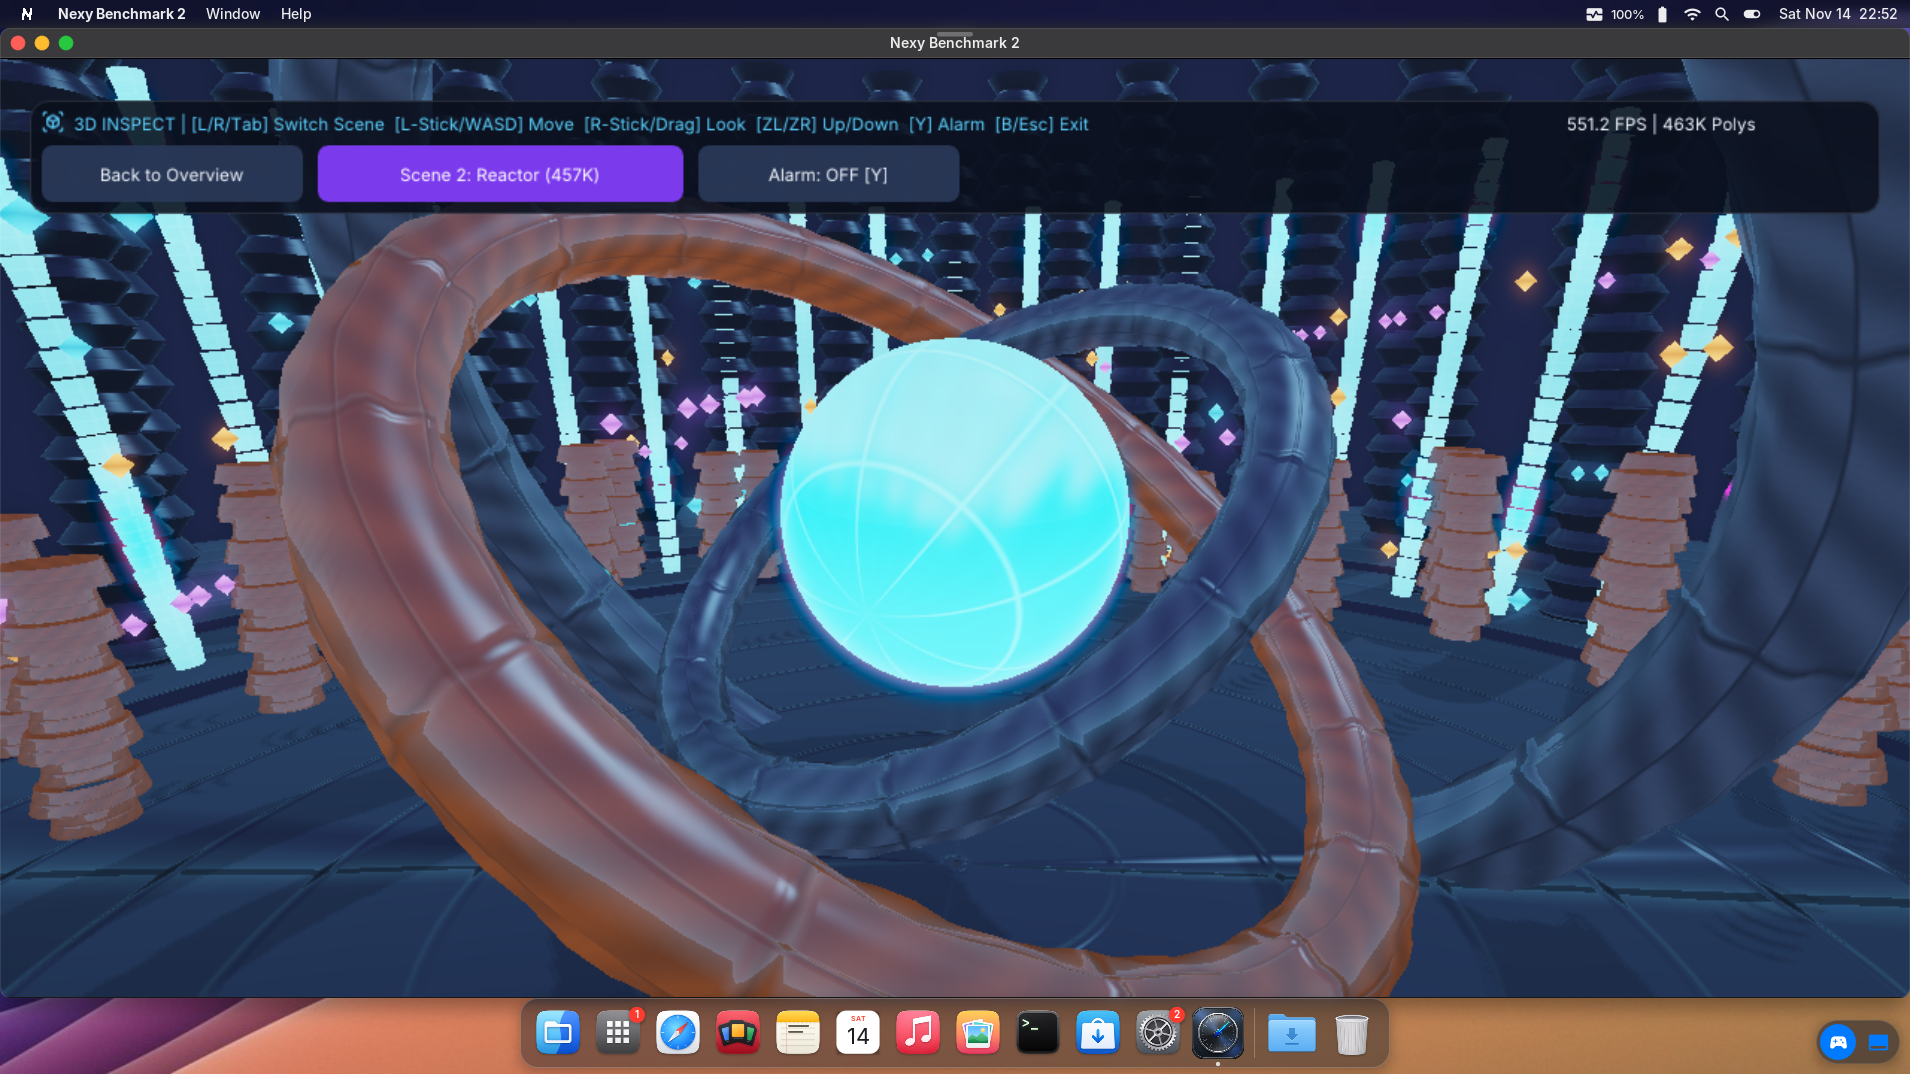 Nexy Benchmark 2 Window Help
100% Sat Nov 14 22:52
Nexy Benchmark 2
3D INSPECT | [L/R/Tab] Switch Scene [L-Stick/WASD] Move [R-Stick/Drag] Look [ZL/ZR] Up/Down [Y] Alarm [B/Esc] Exit
551.2 FPS | 463K Polys
Back to Overview
Scene 2: Reactor (457K)
Alarm: OFF [Y]
1
SAT
14
>_
2